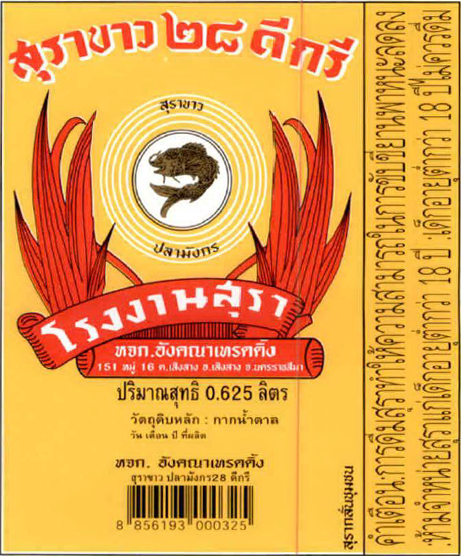 สุราขาว ๒๘ ดีกรี
สุราขาว
ปลามังกร
โรงงานสุรา
หจก.อังคณาเทรดดิ้ง
151 หมู่ 16 ต.เสิงสาง อ.เสิงสาง จ.นครราชสีมา
ปริมาณสุทธิ 0.625 ลิตร
วัตถุดิบหลัก : กากน้ำตาล
วัน เดือน ปี ที่ผลิต
หจก. อังคณาเทรดดิ้ง
สุราขาว ปลามังกร28 ดีกรี
8 856193 000325
สุรากลั่นชุมชน
คำเตือน:การดื่มสุราทำให้ความสามารถในการขับขี่ยานพาหนะลดลง
ห้ามจำหน่ายสุราแก่เด็กอายุต่ำกว่า 18 ปี :เด็กอายุต่ำกว่า 18 ปีไม่ควรดื่ม